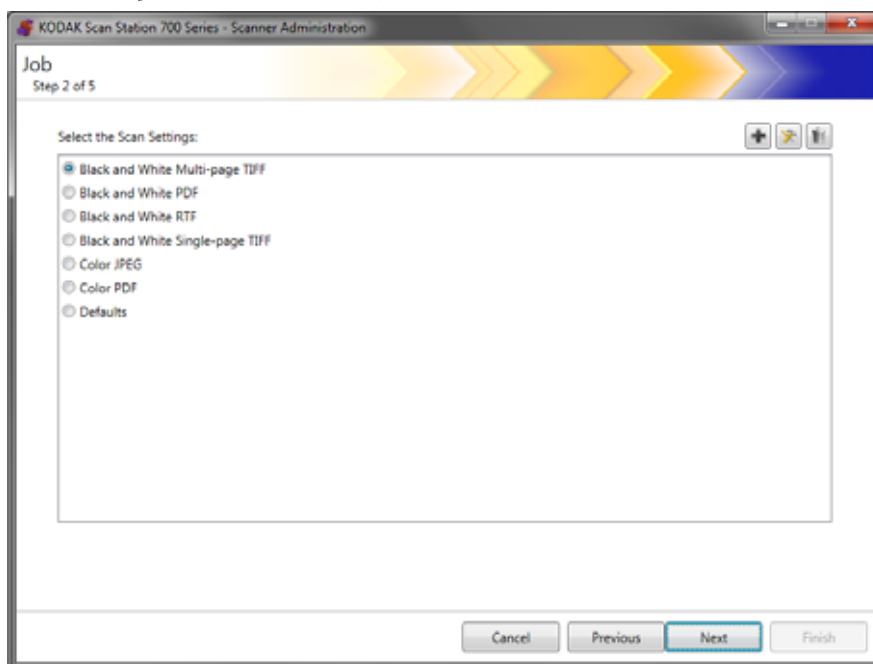 KODAK Scan Station 700 Series - Scanner Administration
Job
Step 2 of 5
Select the Scan Settings:
Black and White Multi-page TIFF
Black and White PDF
Black and White RTF
Black and White Single-page TIFF
Color JPEG
Color PDF
Defaults
Cancel
Previous
Next
Finish